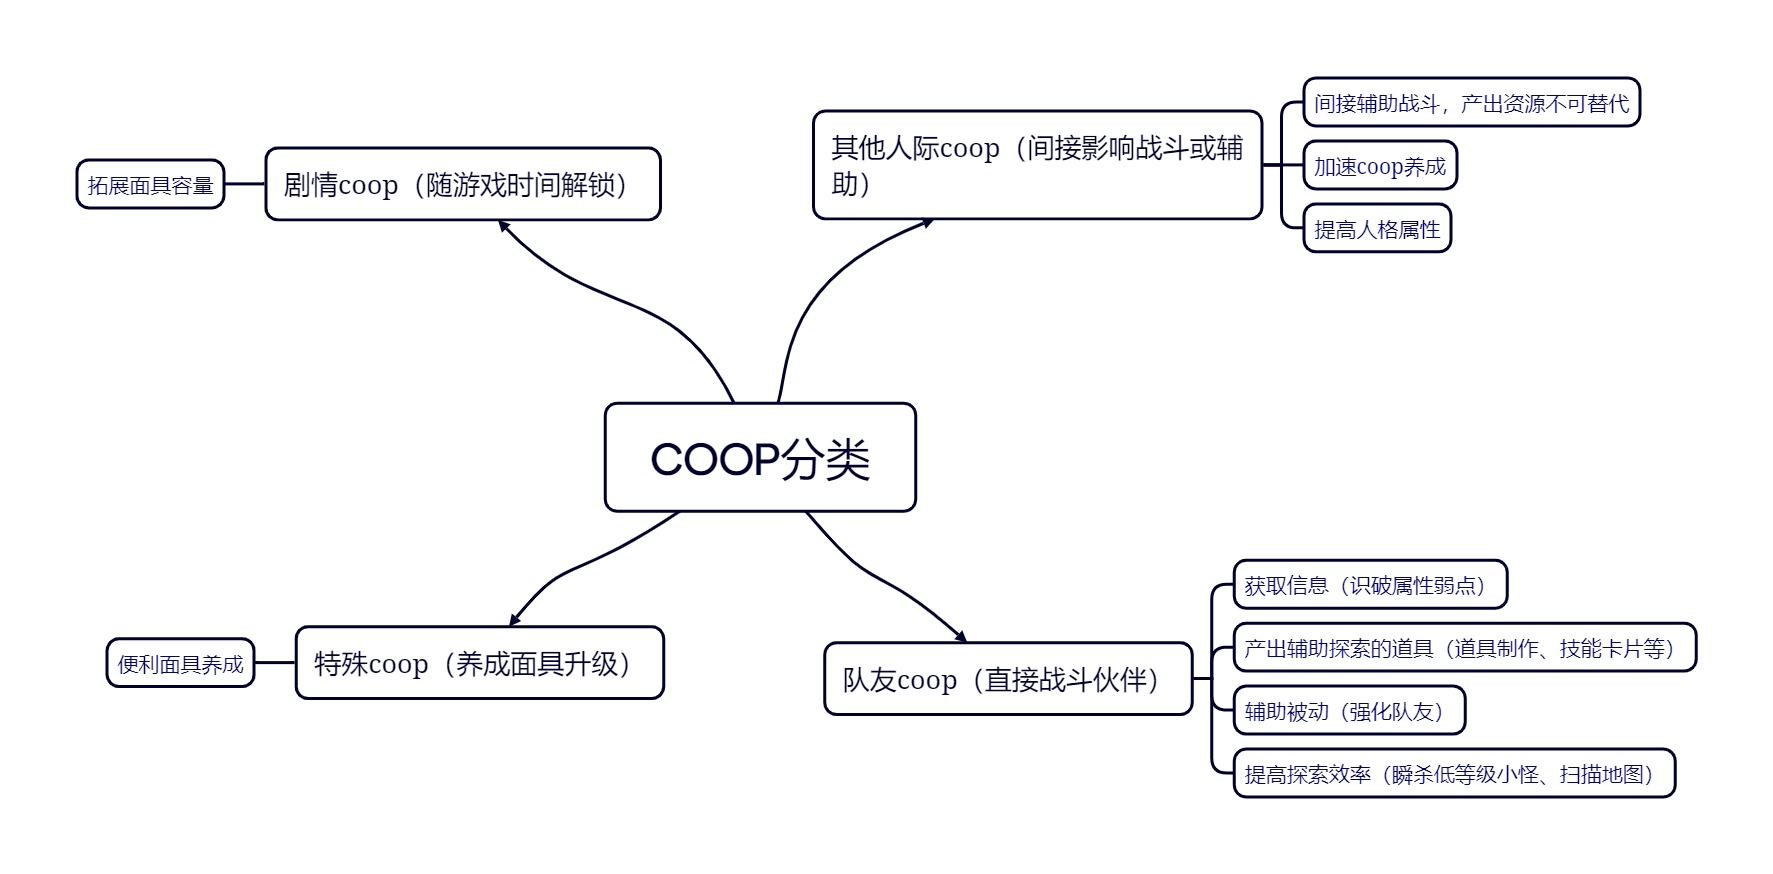 拓展面具容量
剧情coop（随游戏时间解锁）
其他人际coop（间接影响战斗或辅
助）
间接辅助战斗，产出资源不可替代
加速coop养成
提高人格属性
COOP分类
便利面具养成
特殊coop（养成面具升级）
队友coop（直接战斗伙伴）
获取信息（识破属性弱点）
产出辅助探索的道具（道具制作、技能卡片等）
辅助被动（强化队友）
提高探索效率（瞬杀低等级小怪、扫描地图）